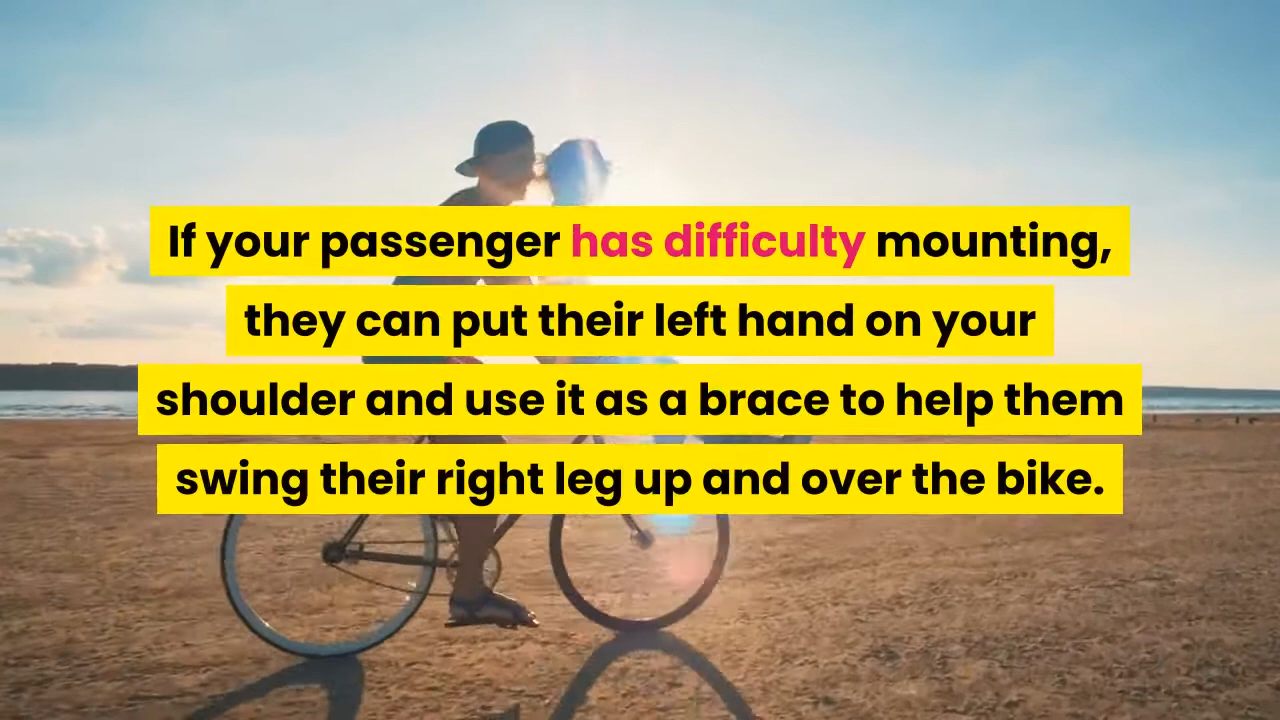 If your passenger has difficulty mounting,
they can put their left hand on your
shoulder and use it as a brace to help them
swing their right leg up and over the bike.